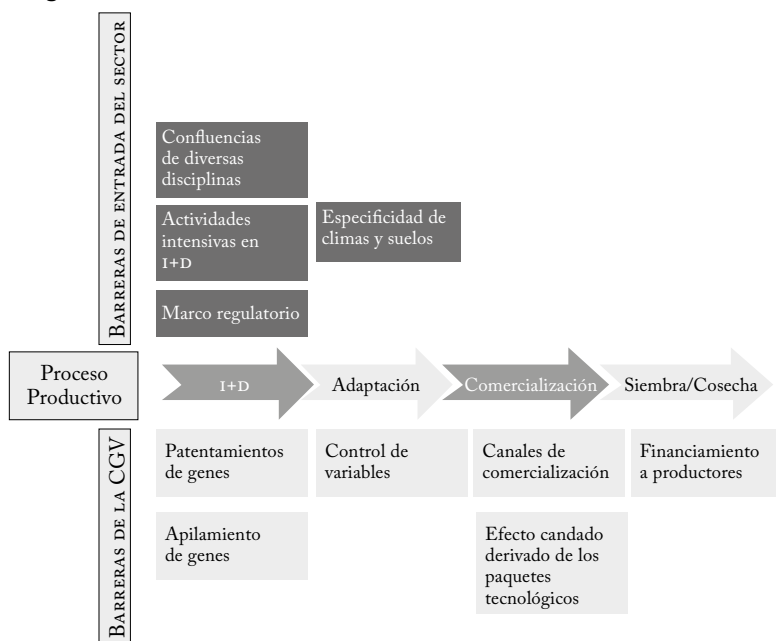 BARRERAS DE ENTRADA DEL SECTOR
Confluencias
de diversas
disciplinas
Actividades
intensivas en
I+D
Especificidad de
climas y suelos
Marco regulatorio
Proceso
Productivo
I+D
Adaptación
Comercialización
Siembra/Cosecha
BARRERAS DE LA CGV
Patentamientos
de genes
Control de
variables
Canales de
comercialización
Financiamiento
a productores
Apilamiento
de genes
Efecto candado
derivado de los
paquetes
tecnológicos